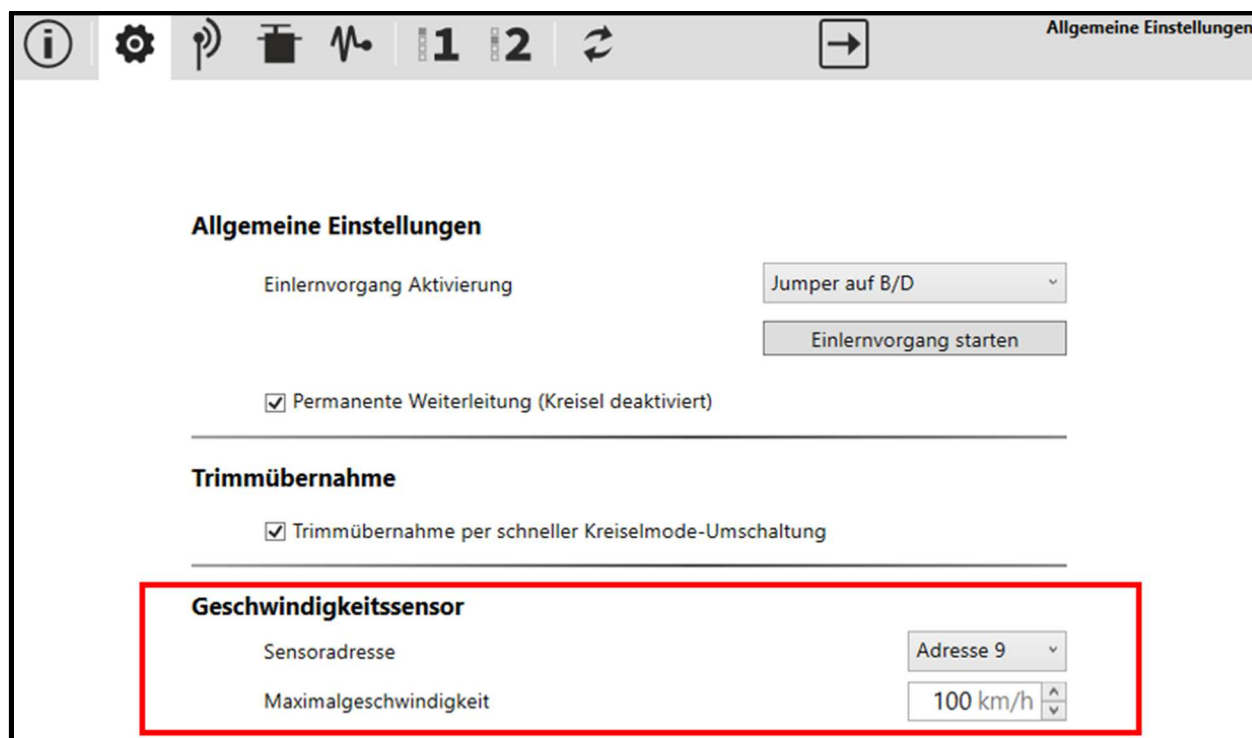 1 2 Allgemeine Einstellungen
Allgemeine Einstellungen
Einlernvorgang Aktivierung Jumper auf B/D
Einlernvorgang starten
Permanente Weiterleitung (Kreisel deaktiviert)
Trimmübernahme
Trimmübernahme per schneller Kreiselmode-Umschaltung
Geschwindigkeitssensor
Sensoradresse Adresse 9
Maximalgeschwindigkeit 100 km/h